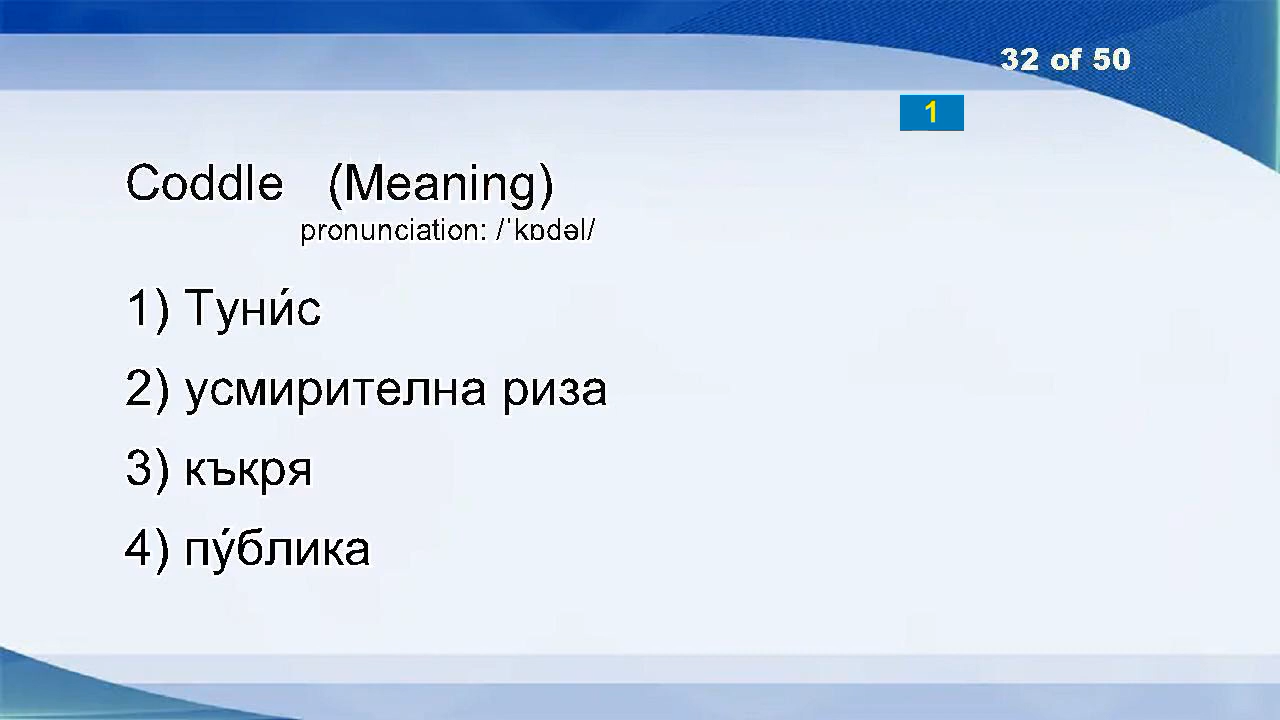 32 of 50
1
Coddle (Meaning)
pronunciation: /ˈkɒdəl/
1) Туни́с
2) усмирителна риза
3) къкря
4) пу́блика